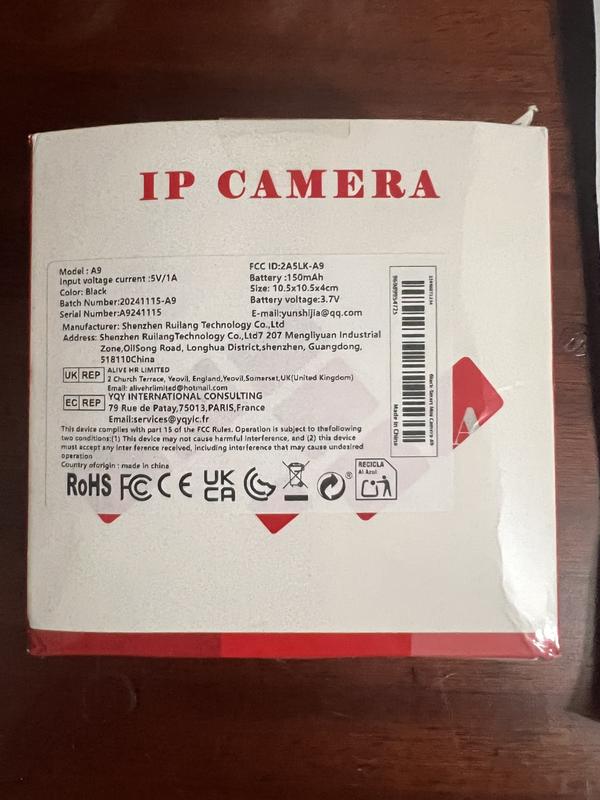 IP CAMERA
Model : A9
Input voltage current :5V/1A
Color: Black
Batch Number:20241115-A9
Serial Number:A9241115
FCC ID:2A5LK-A9
Battery :150mAh
Size: 10.5x10.5x4cm
Battery voltage:3.7V
E-mail:yunshijia@qq.com
Manufacturer: Shenzhen Ruilang Technology Co.,Ltd
Address: Shenzhen RuilangTechnology Co.,Ltd7 207 Mengliyuan Industrial
Zone,OilSong Road, Longhua District,shenzhen, Guangdong,
518110China
UK REP
ALIVE HR LIMITED
2 Church Terrace, Yeovil, England,Yeovil,Somerset,UK(United Kingdom)
Email: alivehrlimited@hotmail.com
EC REP
YQY INTERNATIONAL CONSULTING
79 Rue de Patay,75013,PARIS,France
Email:services@yqyic.fr
This device complies with part 15 of the FCC Rules. Operation is subject to thefollowing
two conditions:(1) This device may not cause harmful interference, and (2) this device
must accept any interference received, including interference that may cause undesired
operation
Country oforigin : made in china
RoHS FC CE UK
CA
RECICLA
Al Azul
Black Smart Mini Camera a9
Made in China
A